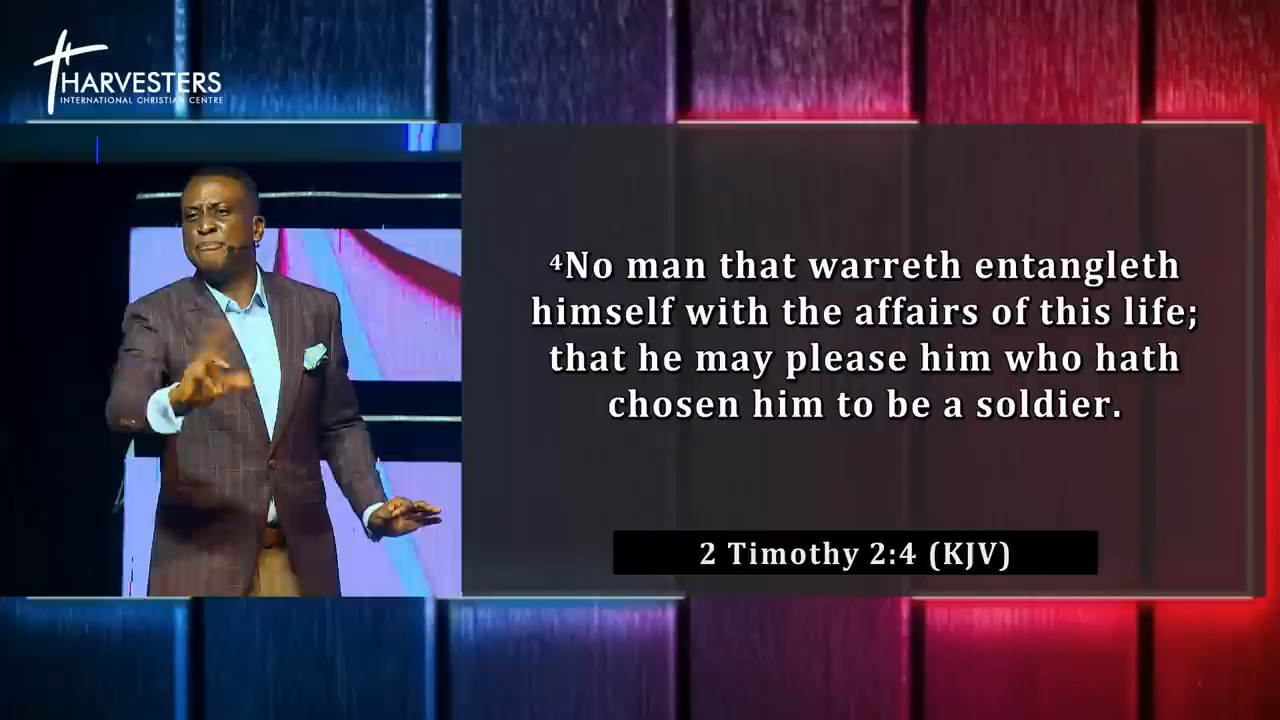 HARVESTERS
INTERNATIONAL CHRISTIAN CENTRE
⁴No man that warreth entangleth
himself with the affairs of this life;
that he may please him who hath
chosen him to be a soldier.
2 Timothy 2:4 (KJV)